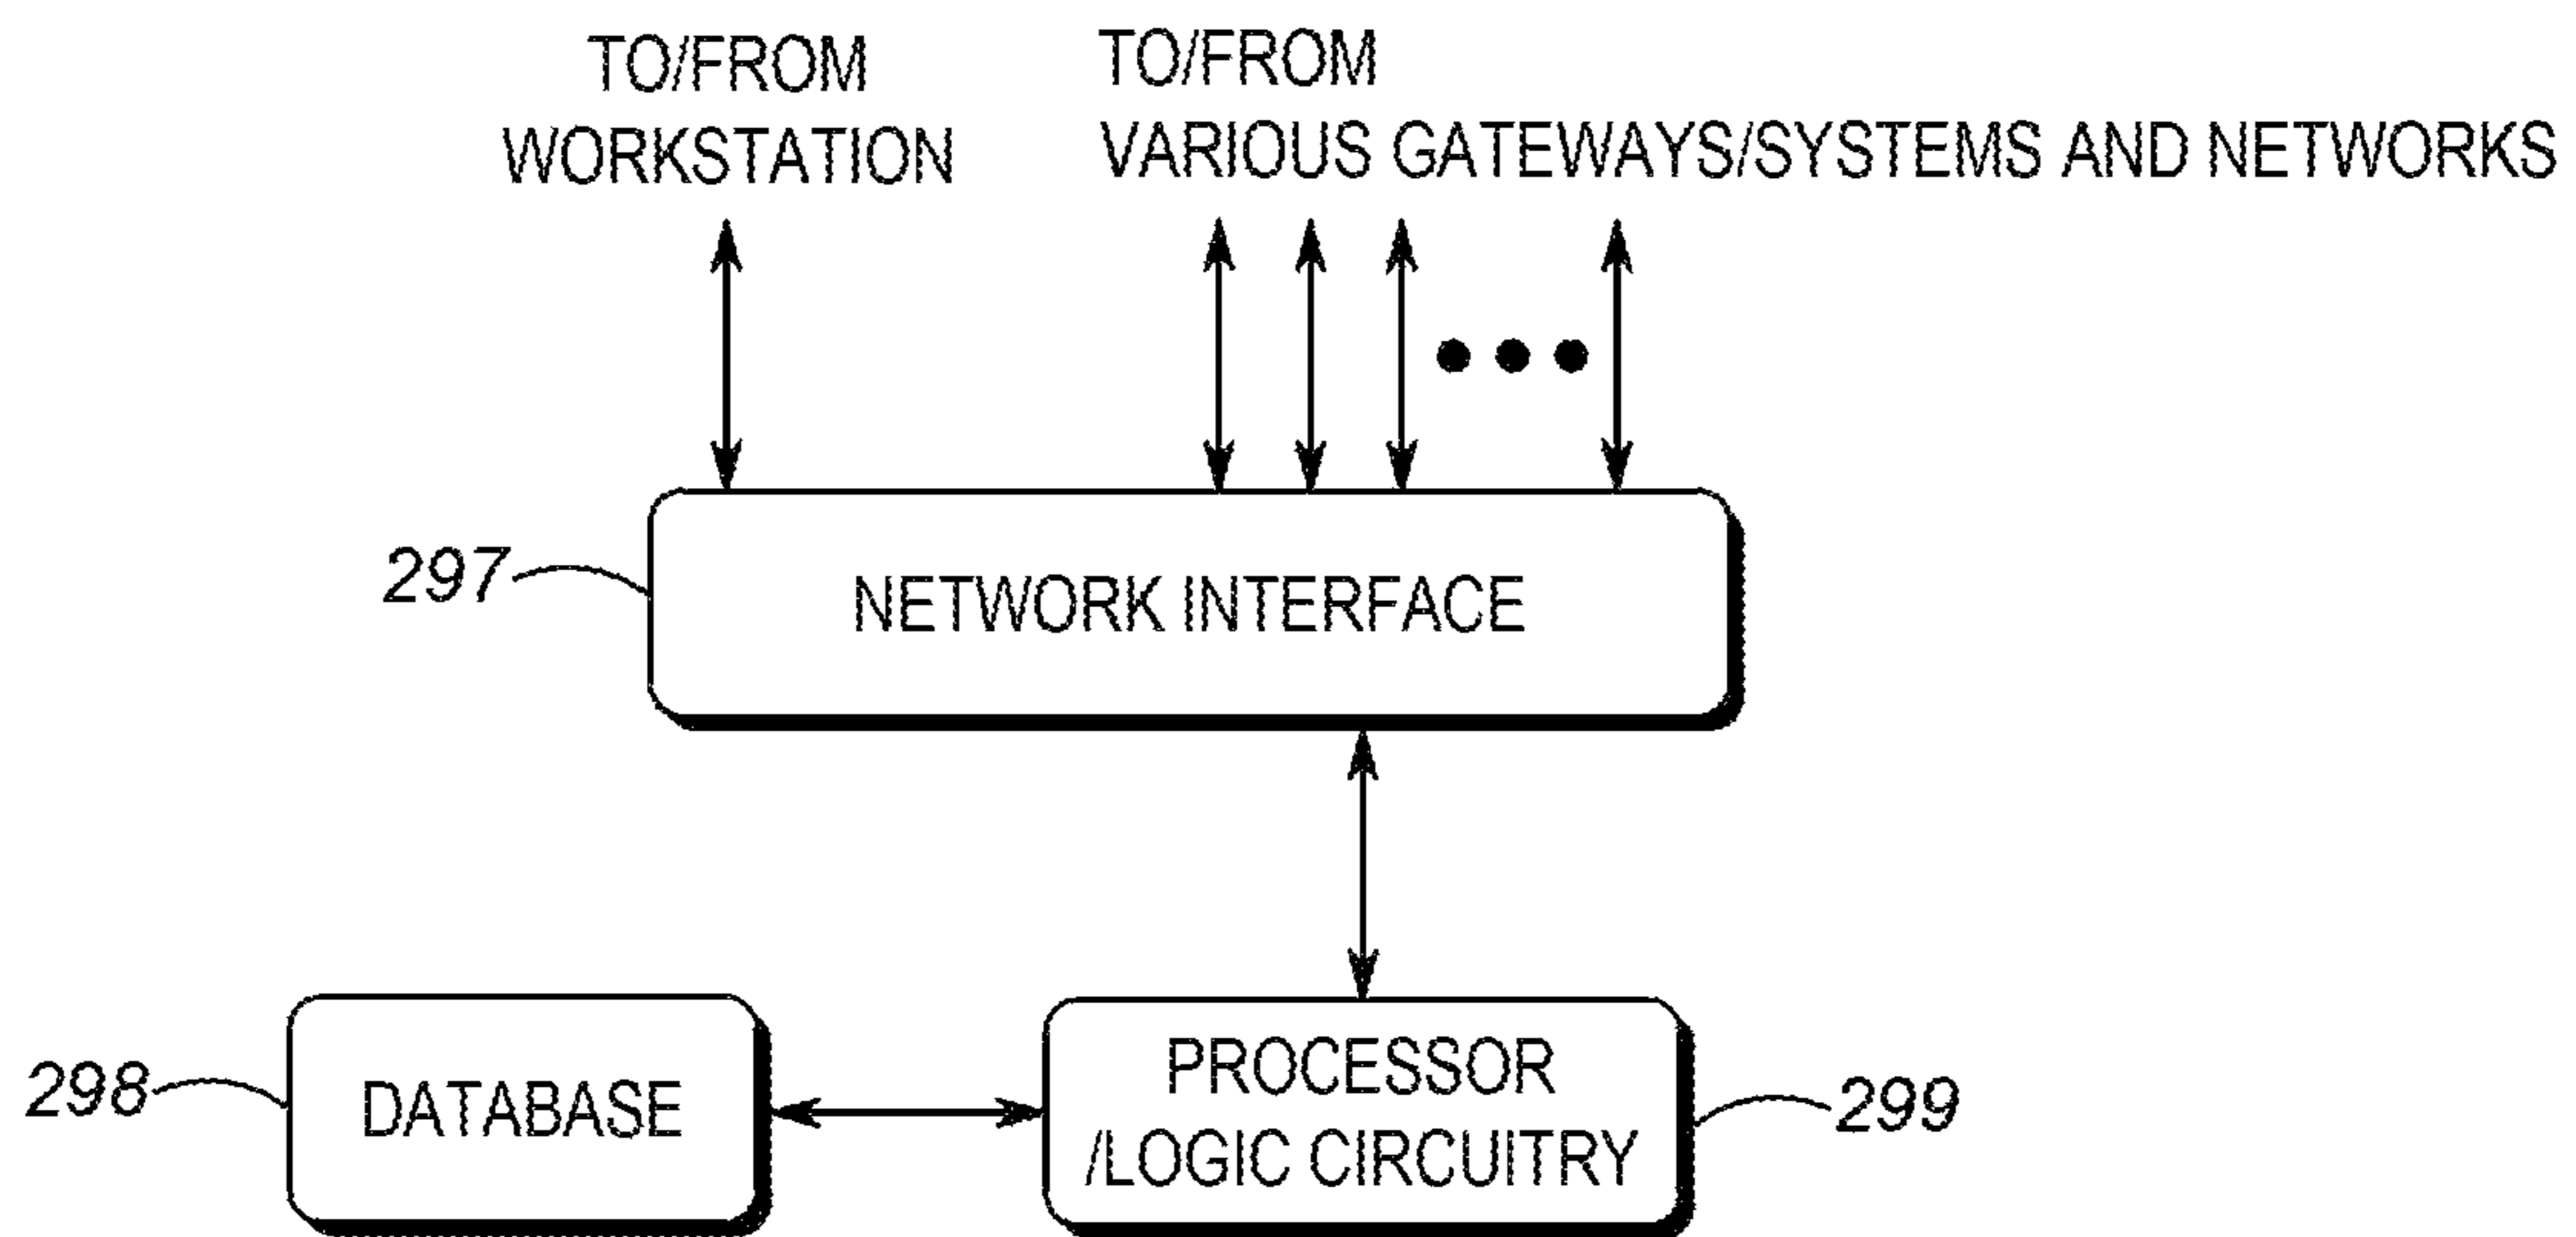 TO/FROM
WORKSTATION
TO/FROM
VARIOUS GATEWAYS/SYSTEMS AND NETWORKS
297
NETWORK INTERFACE
298
DATABASE
PROCESSOR
/LOGIC CIRCUITRY
299